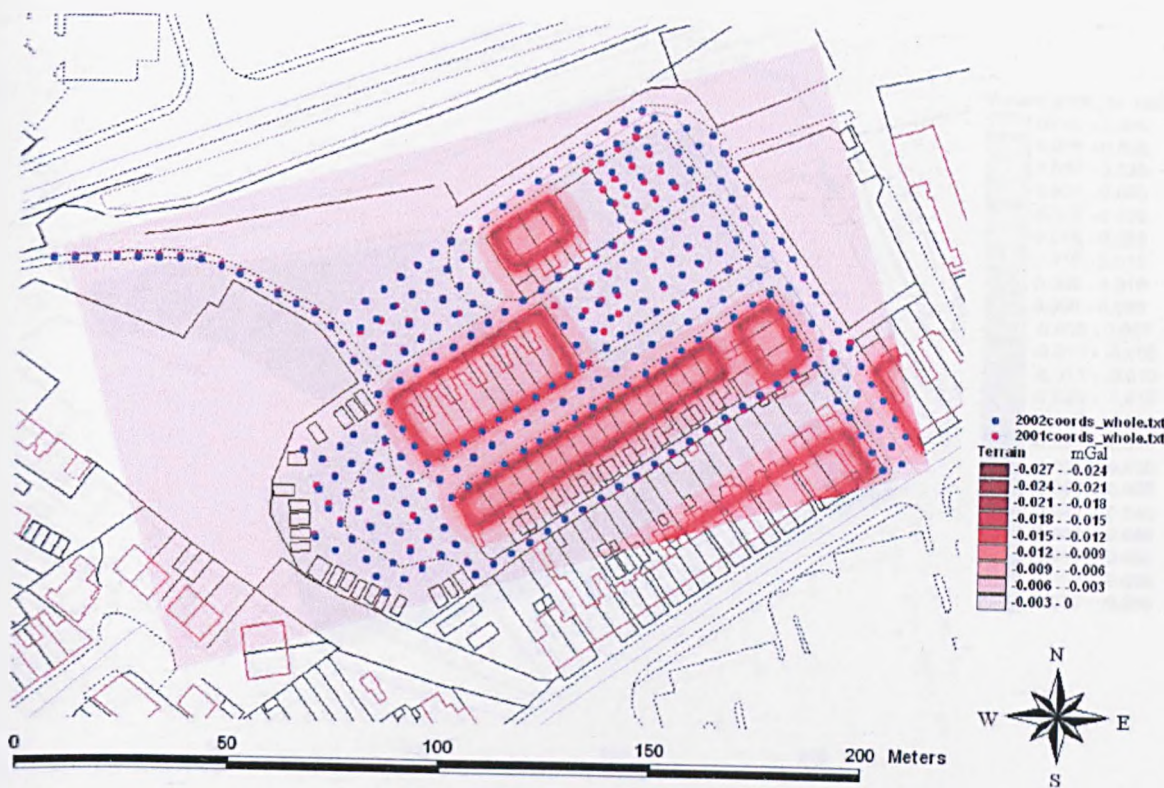 2002coords_whole.txt
2001coords_whole.txt
Terrain mGal
-0.027 - -0.024
-0.024 - -0.021
-0.021 - -0.018
-0.018 - -0.015
-0.015 - -0.012
-0.012 - -0.009
-0.009 - -0.006
-0.006 - -0.003
-0.003 - 0
N
W E
S
0 50 100 150 200 Meters